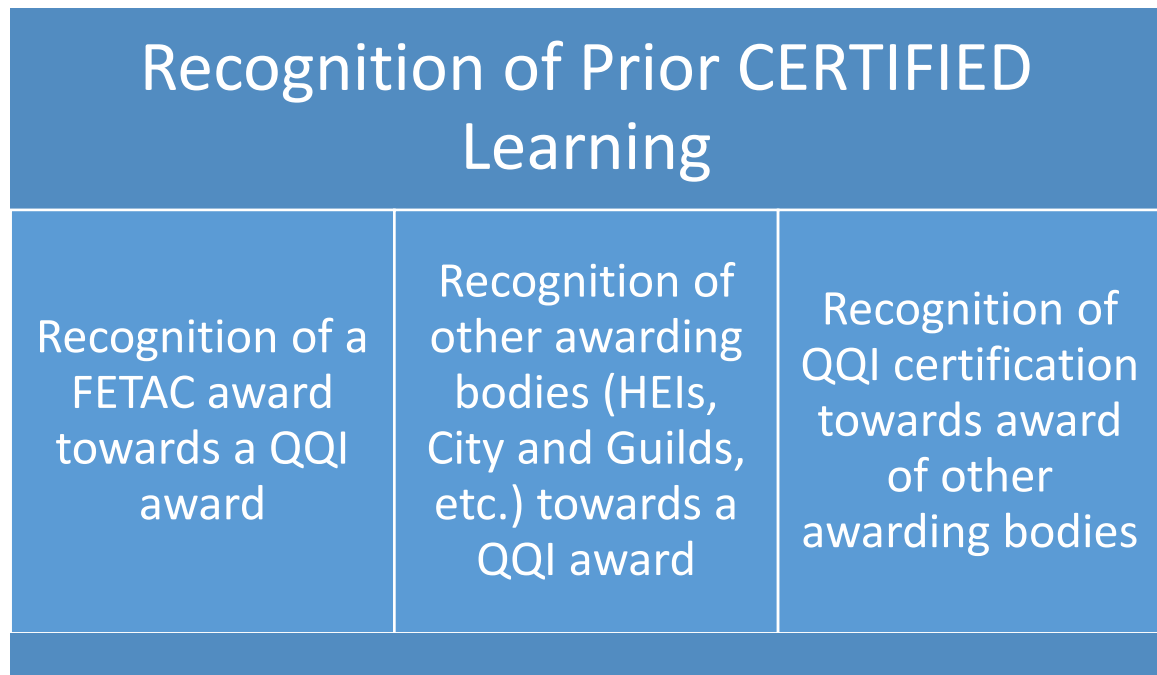 Recognition of Prior CERTIFIED
Learning
Recognition of a
FETAC award
towards a QQI
award
Recognition of
other awarding
bodies (HEIs,
City and Guilds,
etc.) towards a
QQI award
Recognition of
QQI certification
towards award
of other
awarding bodies